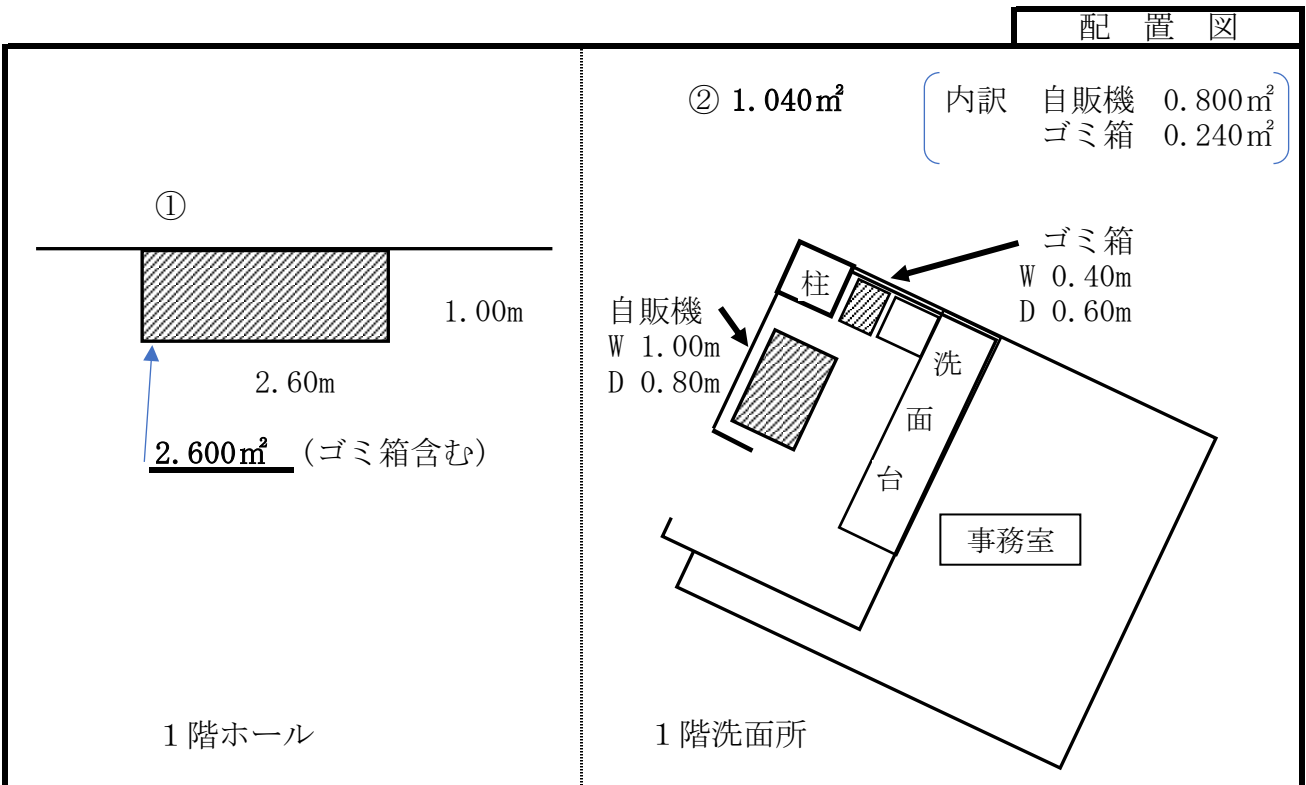 配 置 図
①
1.00m
2.60m
2.600㎡ (ゴミ箱含む)
1階ホール
② 1.040㎡
内訳 自販機 0.800㎡
ゴミ箱 0.240㎡
ゴミ箱
W 0.40m
D 0.60m
柱
自販機
W 1.00m
D 0.80m
洗
面
台
事務室
1階洗面所